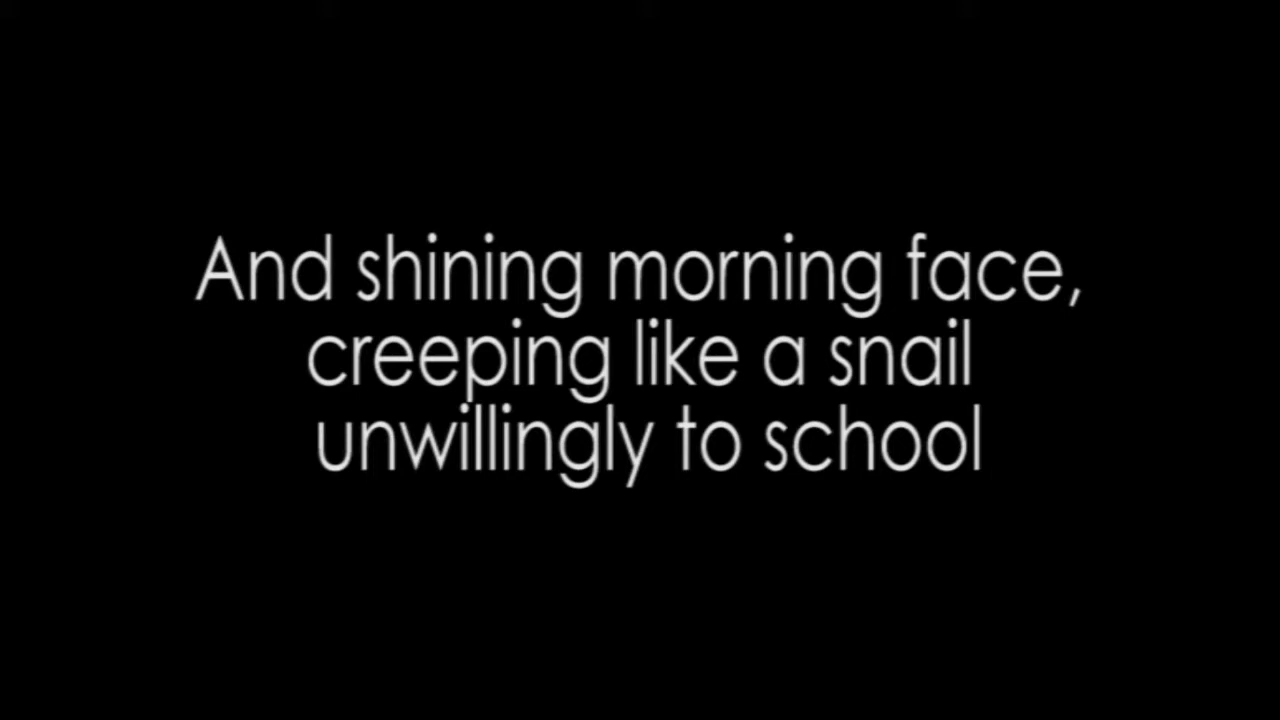 And shining morning face,
creeping like a snail
unwillingly to school